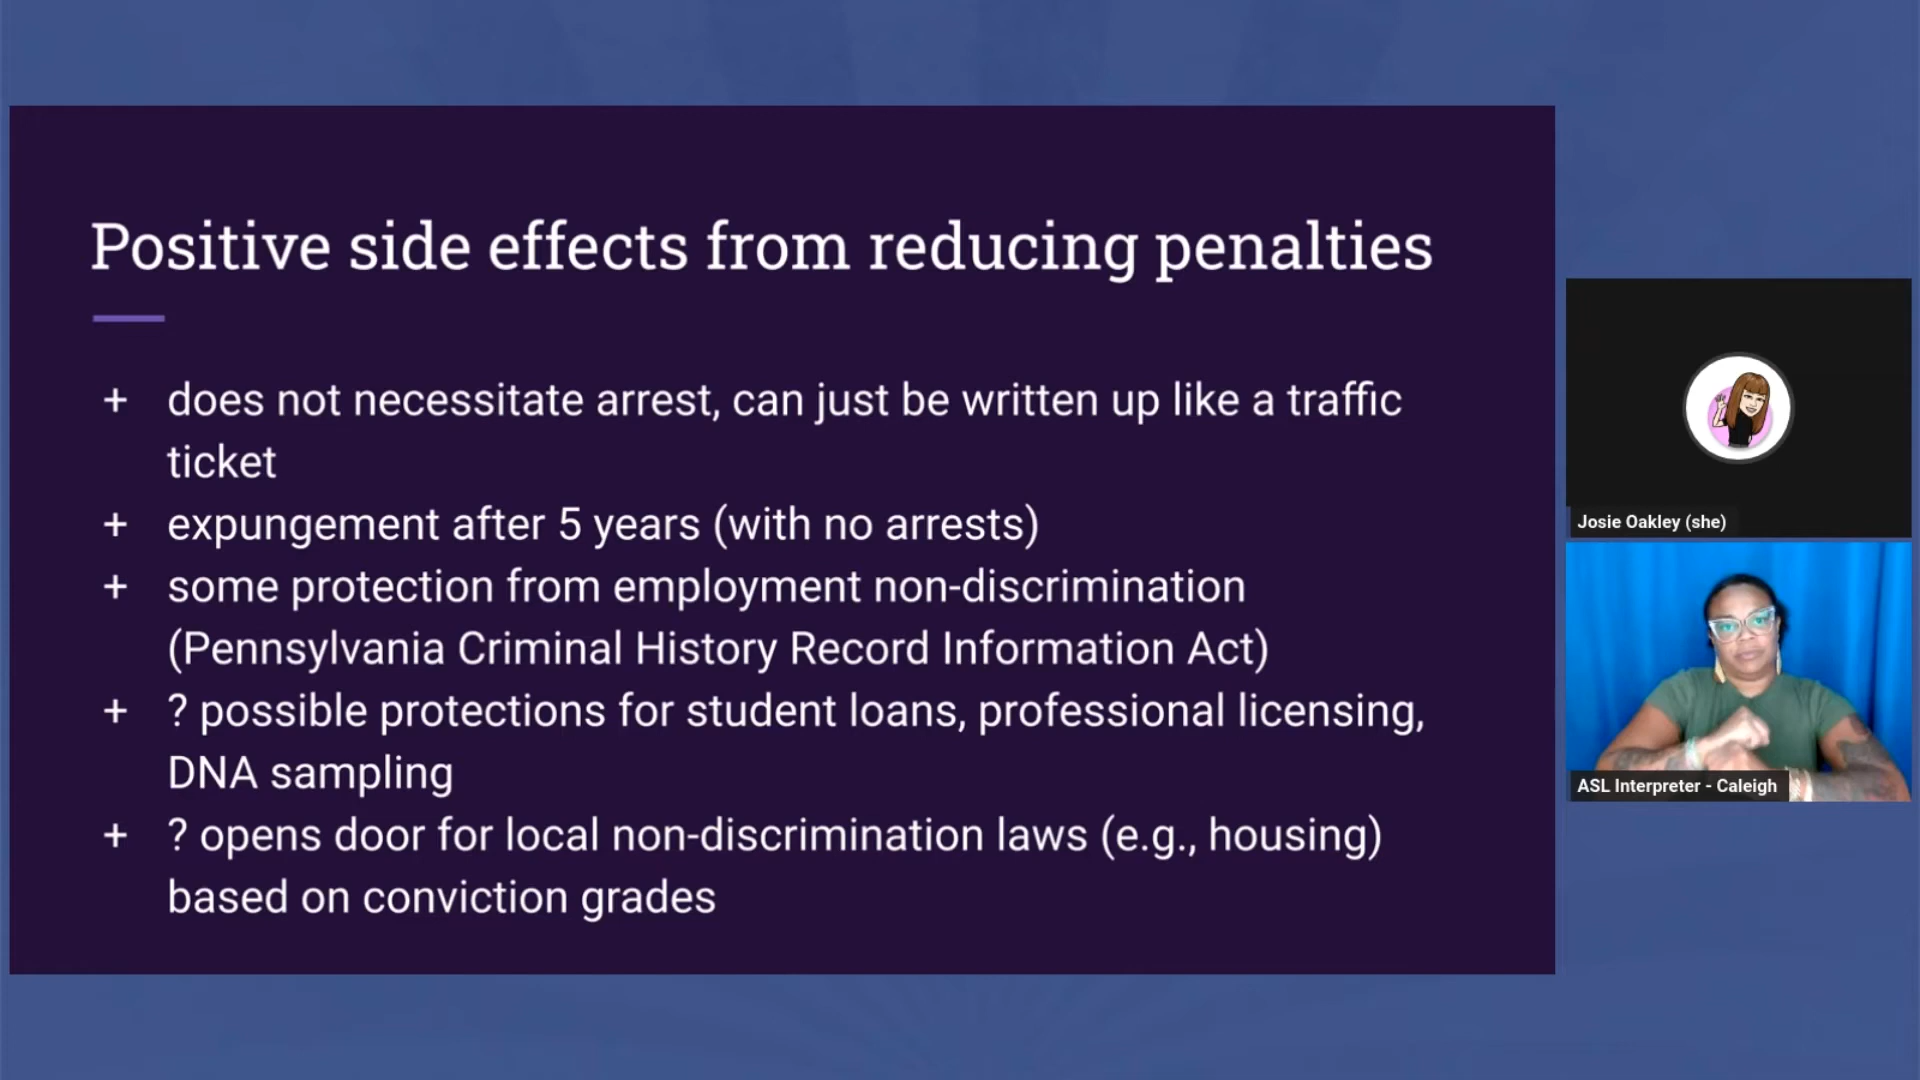 Positive side effects from reducing penalties
+ does not necessitate arrest, can just be written up like a traffic
ticket
+ expungement after 5 years (with no arrests)
+ some protection from employment non-discrimination
(Pennsylvania Criminal History Record Information Act)
+ ? possible protections for student loans, professional licensing,
DNA sampling
+ ? opens door for local non-discrimination laws (e.g., housing)
based on conviction grades
Josie Oakley (she)
ASL Interpreter - Caleigh